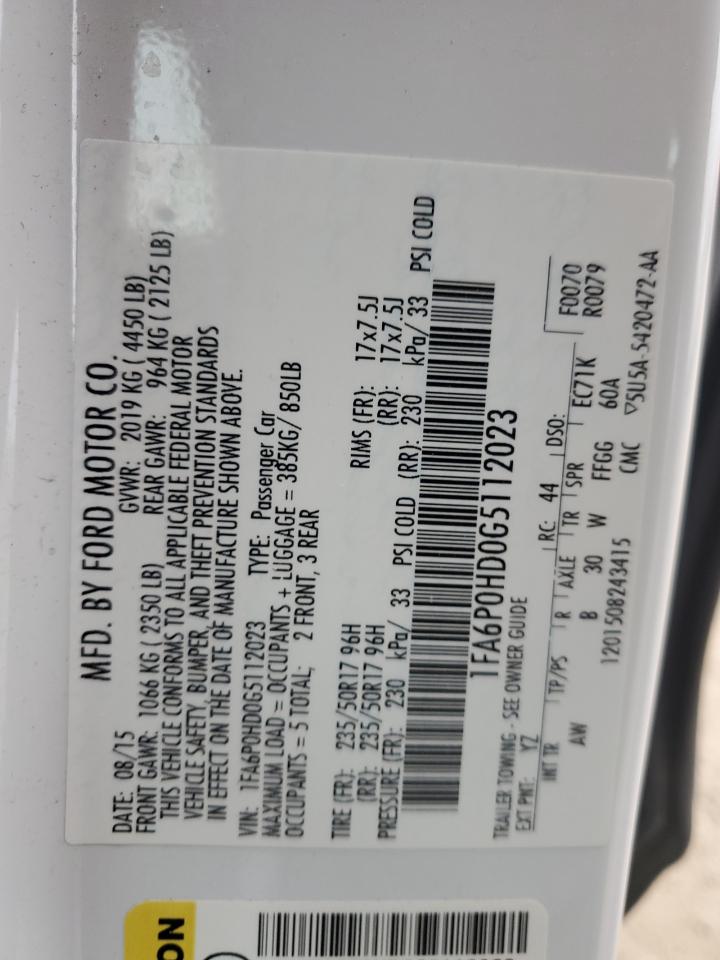 MFD. BY FORD MOTOR CO.
DATE: 08/15 GVWR: 2019 KG ( 4450 LB)
FRONT GAWR: 1066 KG ( 2350 LB) REAR GAWR: 964 KG ( 2125 LB)
THIS VEHICLE CONFORMS TO ALL APPLICABLE FEDERAL MOTOR
VEHICLE SAFETY, BUMPER, AND THEFT PREVENTION STANDARDS
IN EFFECT ON THE DATE OF MANUFACTURE SHOWN ABOVE.
VIN: 1FA6P0HD0G5112023 TYPE: Passenger Car
MAXIMUM LOAD = OCCUPANTS + LUGGAGE = 385KG/ 850LB
OCCUPANTS = 5 TOTAL; 2 FRONT, 3 REAR
TIRE (FR): 235/50R17 96H RIMS (FR): 17x7.5J
(RR): 235/50R17 96H (RR): 17x7.5J
PRESSURE (FR): 230 kPa/ 33 PSI COLD (RR): 230 kPa/ 33 PSI COLD
1FA6P0HD0G5112023
TRAILER TOWING - SEE OWNER GUIDE
EXT PNT: YZ RC: 44 DSO:
INT TR TP/PS R AXLE TR SPR F0070
AW B 30 W FFGG EC71K R0079
60A
1201508243415 CMC ▽5U5A-5420472-AA
ON